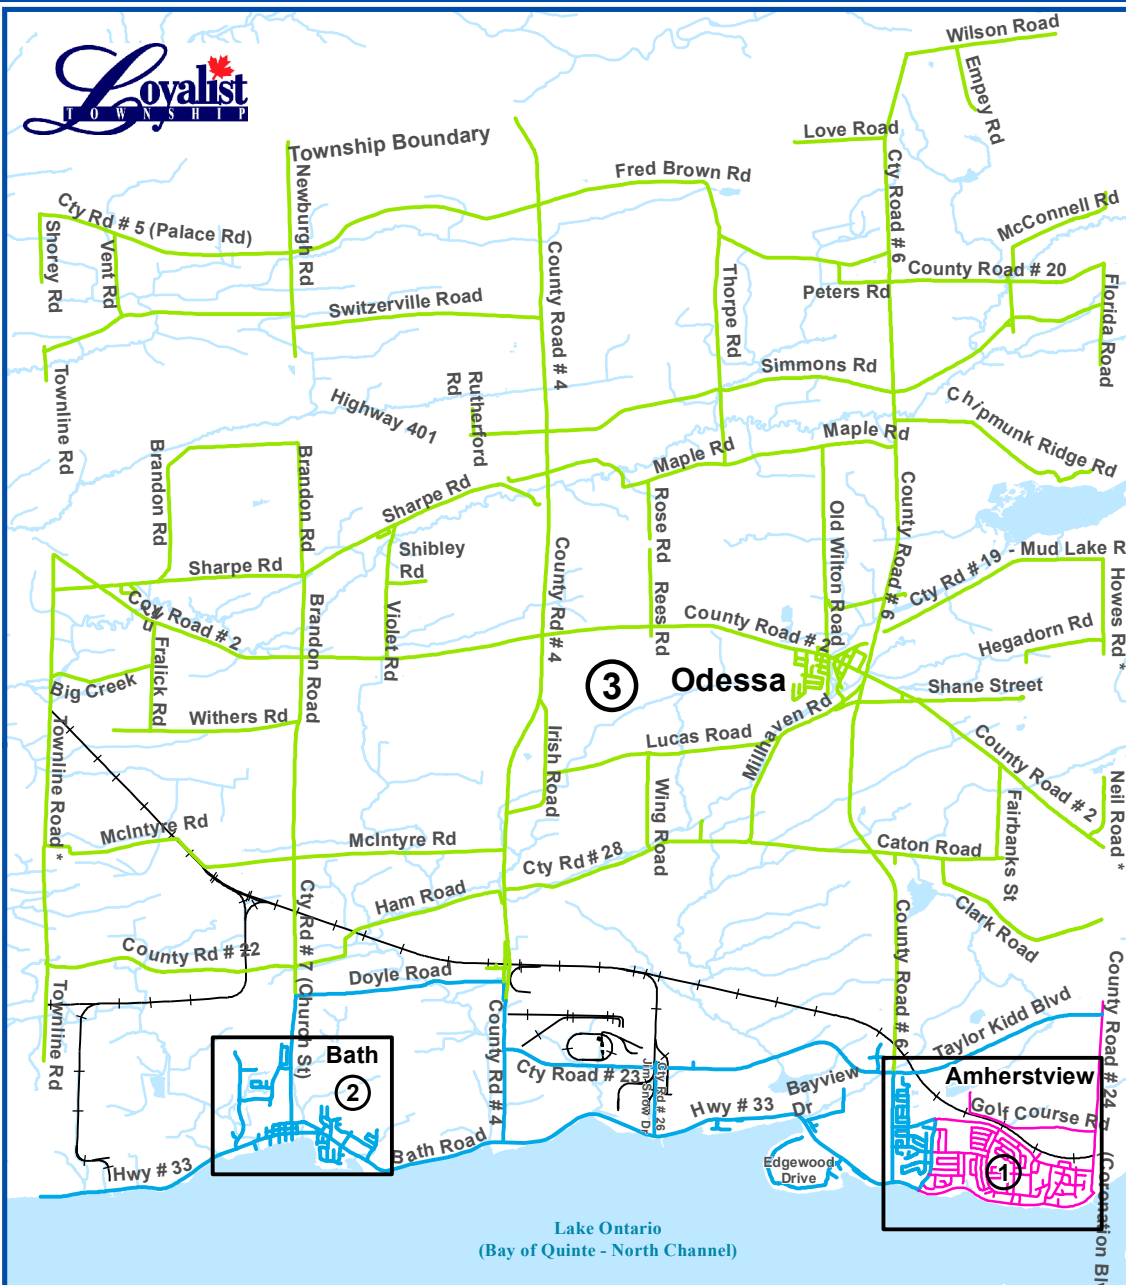 Loyalist
TOWNSHIP
Wilson Road
Empey Rd
Love Road
Township Boundary
Fred Brown Rd
Cty Road # 6
McConnell Rd
Cty Rd # 5 (Palace Rd)
Newburgh Rd
Shorey Rd
Vent Rd
County Road # 4
Thorpe Rd
County Road # 20
Peters Rd
Florida Road
Switzerville Road
Simmons Rd
Townline Rd
Rutherford
Rd
Highway 401
Chipmunk Ridge Rd
Maple Rd
Maple Rd
Brandon Rd
Brandon Rd
Sharpe Rd
Rose Rd
Old Wilton Road
County Road # 6
Shibley
Rd
Sharpe Rd
County Rd # 4
Cty Rd # 19 - Mud Lake R
Howes Rd *
Rees Rd
Violet Rd
Brandon Road
Road # 2
County Road # 2
Hegadorn Rd
Fralick Rd
Big Creek
3
Odessa
Shane Street
Withers Rd
Townline Road *
Irish Road
Lucas Road
Millhaven Rd
County Road # 2
Wing Road
Fairbanks St
Neil Road *
McIntyre Rd
McIntyre Rd
Cty Rd # 28
Caton Road
Ham Road
Cty Rd # 7 (Church St)
County Road # 6
Clark Road
County Rd # 22
Doyle Road
County Road # 24 (Coronation Bl
Townline Rd
County Rd # 4
Taylor Kidd Blvd
Bath
2
Cty Road # 23
Jim Snow Dr
Cty Rd # 26
Bayview
Dr
Amherstview
Hwy # 33
Golf Course Rd
Bath Road
Hwy # 33
Edgewood
Drive
1
Lake Ontario
(Bay of Quinte - North Channel)